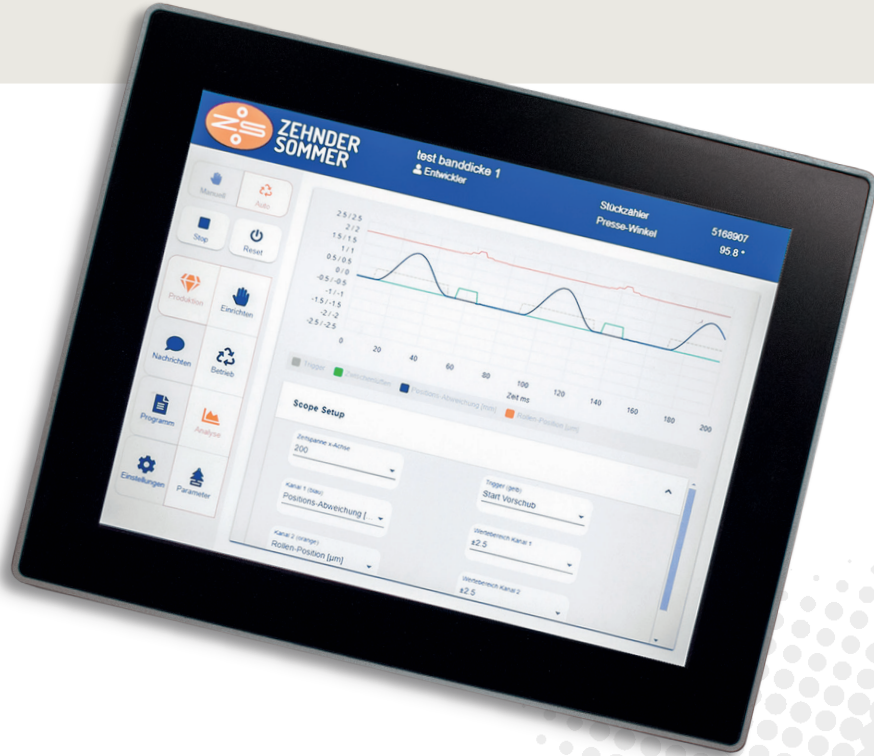 ZS
ZEHNDER
SOMMER
test banddicke 1
Entwickler
Stückzähler
5168907
Presse-Winkel
95.8 °
Manuell
Auto
Stop
Reset
Produktion
Einrichten
Nachrichten
Betrieb
Programm
Analyse
Einstellungen
Parameter
2.5 / 2.5
2 / 2
1.5 / 1.5
1 / 1
0.5 / 0.5
0 / 0
-0.5 / -0.5
-1 / -1
-1.5 / -1.5
-2 / -2
-2.5 / -2.5
0 20 40 60 80 100 120 140 160 180 200
Zeit ms
Trigger
Positions-Abweichung [mm]
Rollen-Position [µm]
Scope Setup
Zeitspanne x-Achse
200
Trigger (gelb)
Start Vorschub
Kanal 1 (blau)
Positions-Abweichung [...
Wertebereich Kanal 1
±2.5
Kanal 2 (orange)
Rollen-Position [µm]
Wertebereich Kanal 2
±2.5